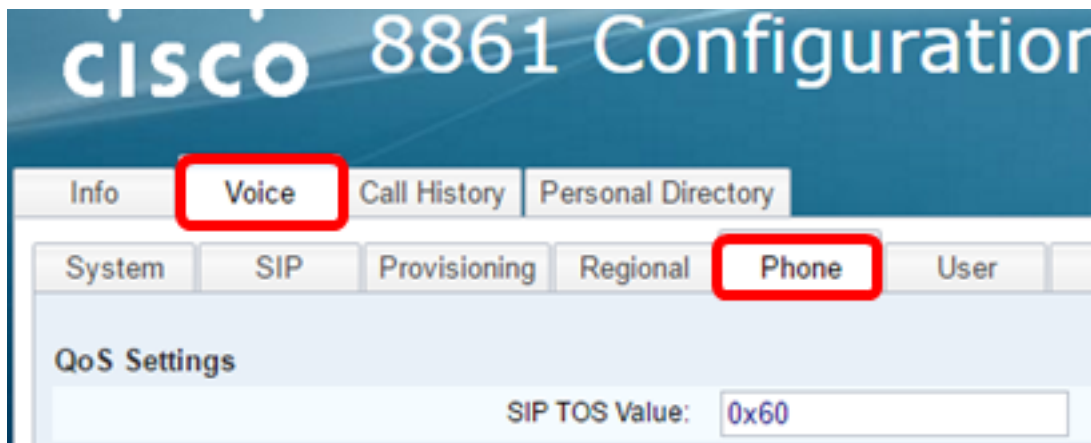 cisco 8861 Configuration
Info Voice Call History Personal Directory
System SIP Provisioning Regional Phone User
QoS Settings
SIP TOS Value: 0x60